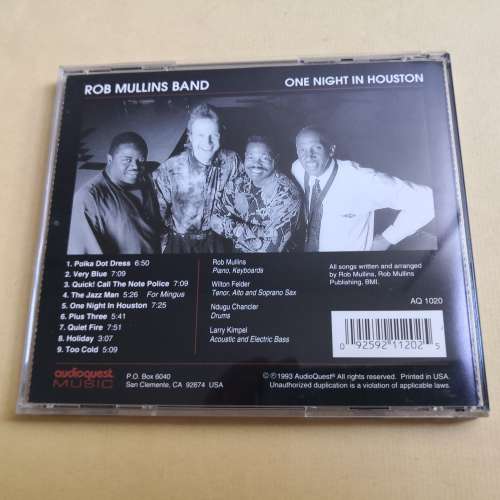 ROB MULLINS BAND
ONE NIGHT IN HOUSTON
1. Polka Dot Dress 6:50
2. Very Blue 7:09
3. Quick! Call The Note Police 7:09
4. The Jazz Man 5:26 For Mingus
5. One Night In Houston 7:25
6. Plus Three 5:41
7. Quiet Fire 7:51
8. Holiday 3:07
9. Too Cold 5:09
Rob Mullins
Piano, Keyboards
Wilton Felder
Tenor, Alto and Soprano Sax
Ndugu Chancler
Drums
Larry Kimpel
Acoustic and Electric Bass
All songs written and arranged
by Rob Mullins, Rob Mullins
Publishing, BMI.
AQ 1020
0 92592 11202 5
audioquest
MUSIC
P.O. Box 6040
San Clemente, CA 92674 USA
© ℗1993 AudioQuest® All rights reserved. Printed in USA.
Unauthorized duplication is a violation of applicable laws.